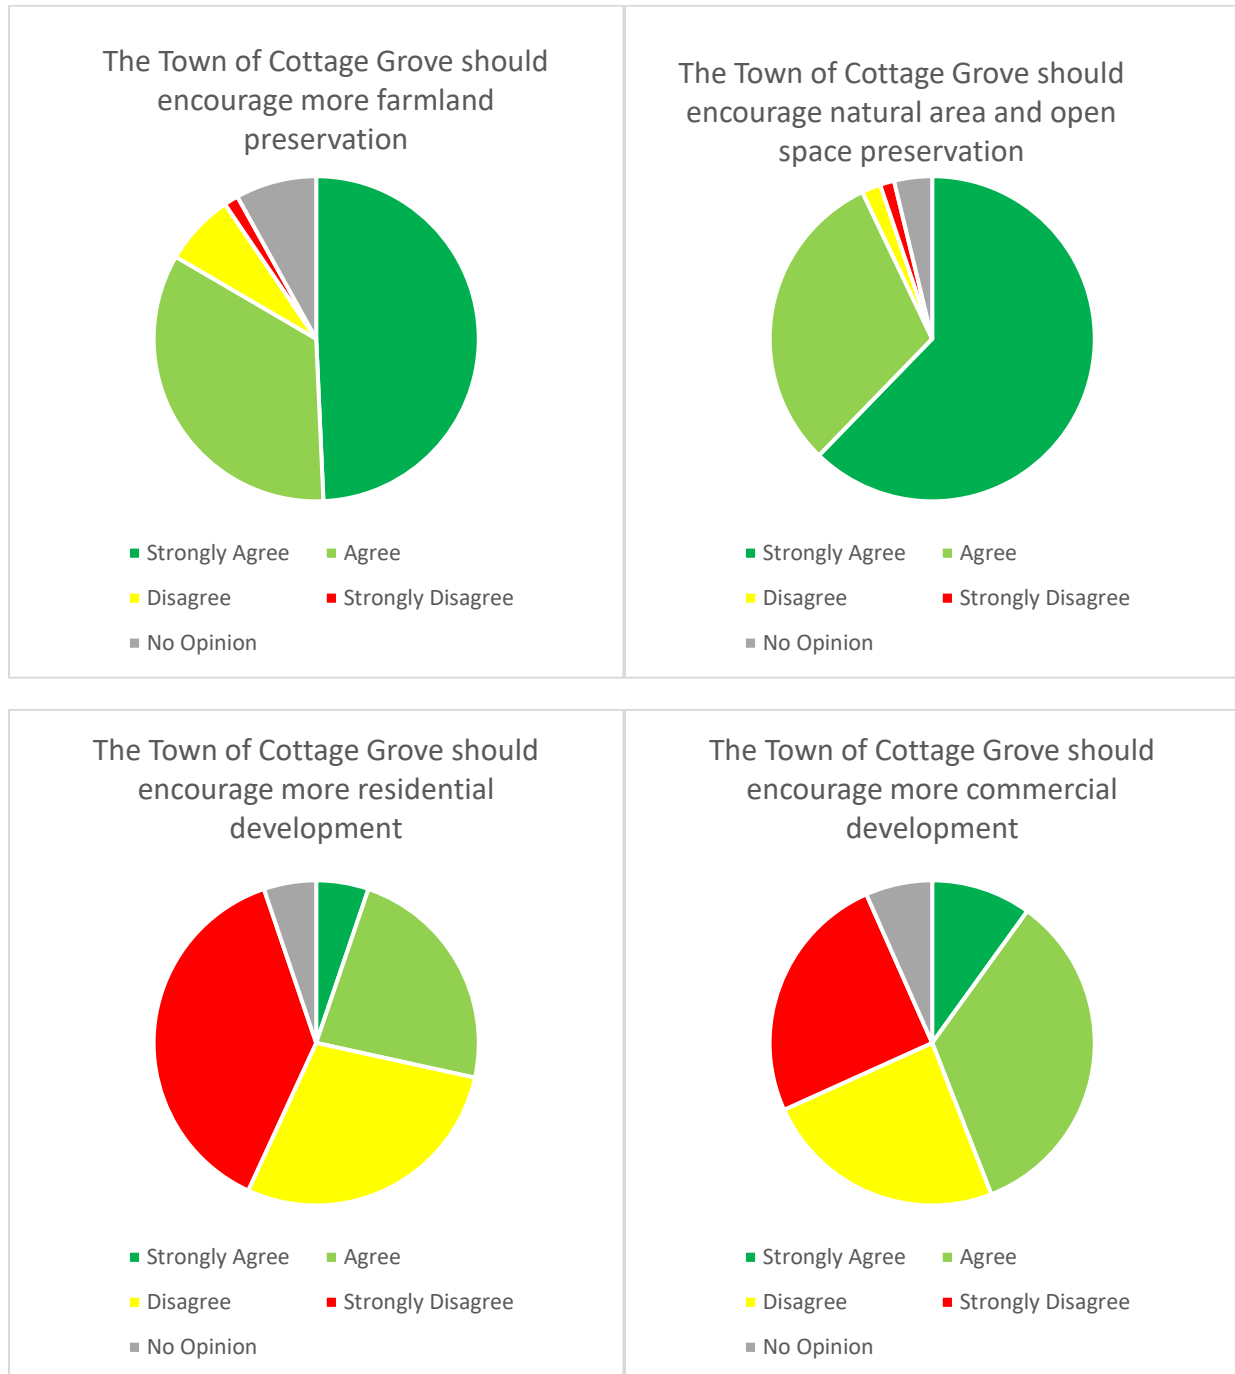 The Town of Cottage Grove should
encourage more farmland
preservation
Strongly Agree
Agree
Disagree
Strongly Disagree
No Opinion
The Town of Cottage Grove should
encourage natural area and open
space preservation
Strongly Agree
Agree
Disagree
Strongly Disagree
No Opinion
The Town of Cottage Grove should
encourage more residential
development
Strongly Agree
Agree
Disagree
Strongly Disagree
No Opinion
The Town of Cottage Grove should
encourage more commercial
development
Strongly Agree
Agree
Disagree
Strongly Disagree
No Opinion